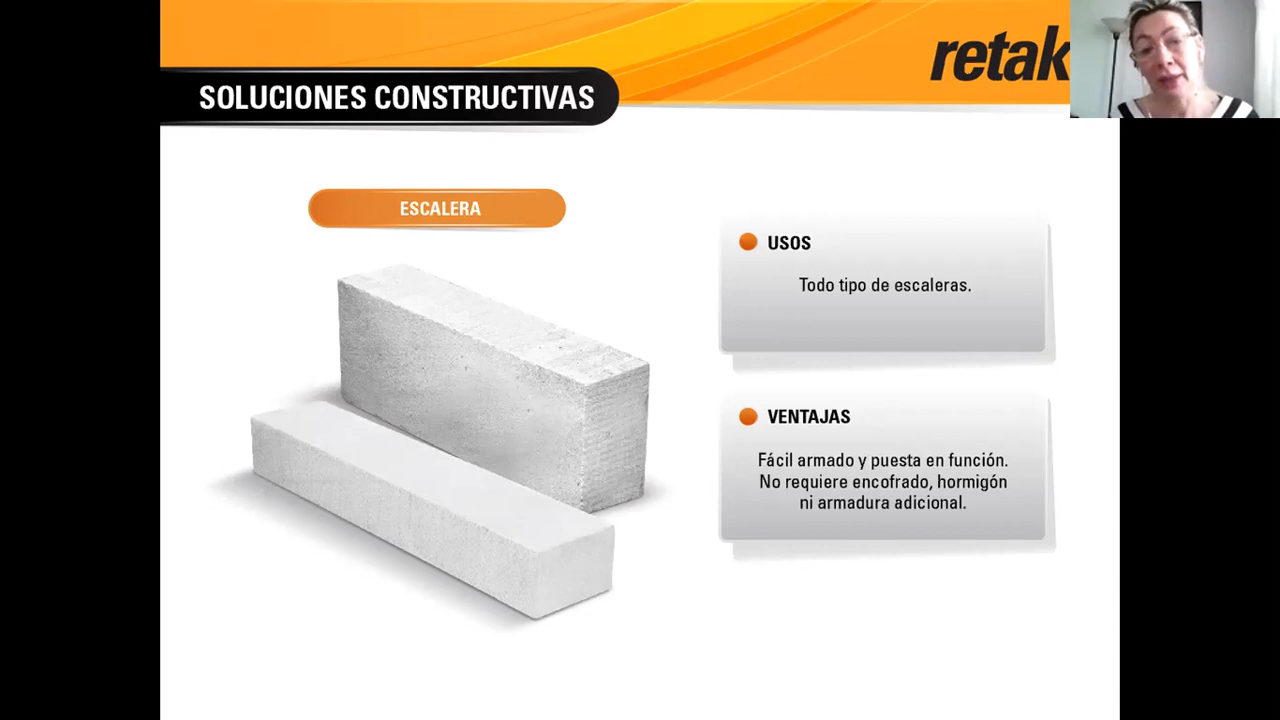 retak
SOLUCIONES CONSTRUCTIVAS
ESCALERA
USOS
Todo tipo de escaleras.
VENTAJAS
Fácil armado y puesta en función.
No requiere encofrado, hormigón
ni armadura adicional.